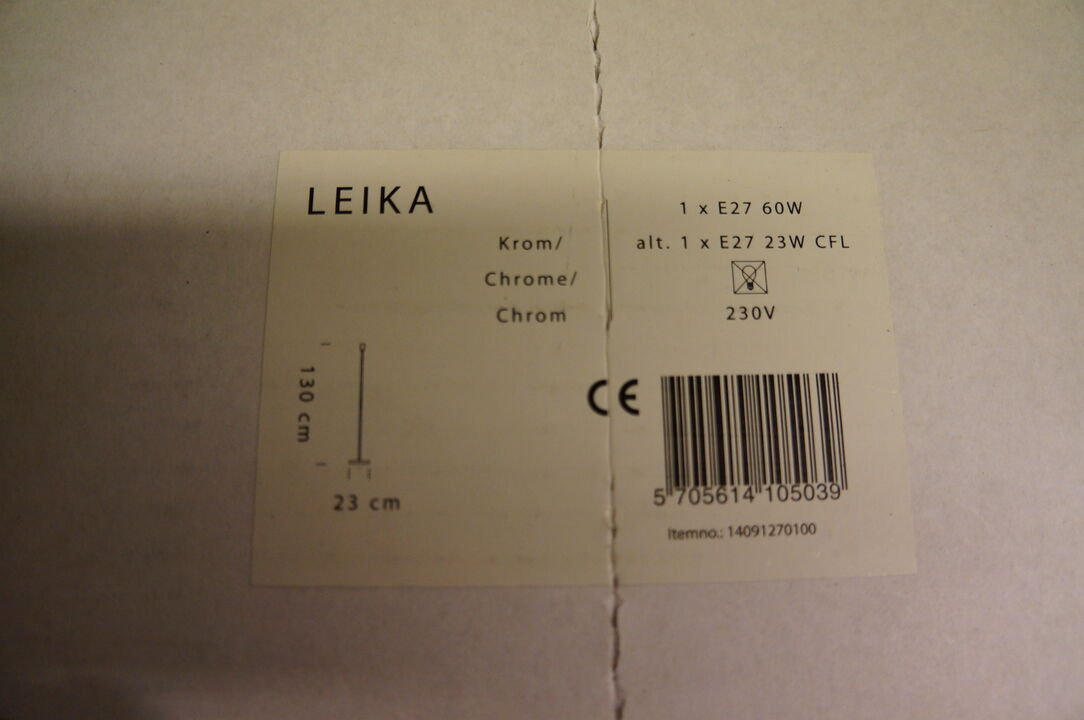 LEIKA
Krom/
Chrome/
Chrom
1 x E27 60W
alt. 1 x E27 23W CFL
230V
130 cm
23 cm
CE
5 705614 105039
Itemno.: 14091270100